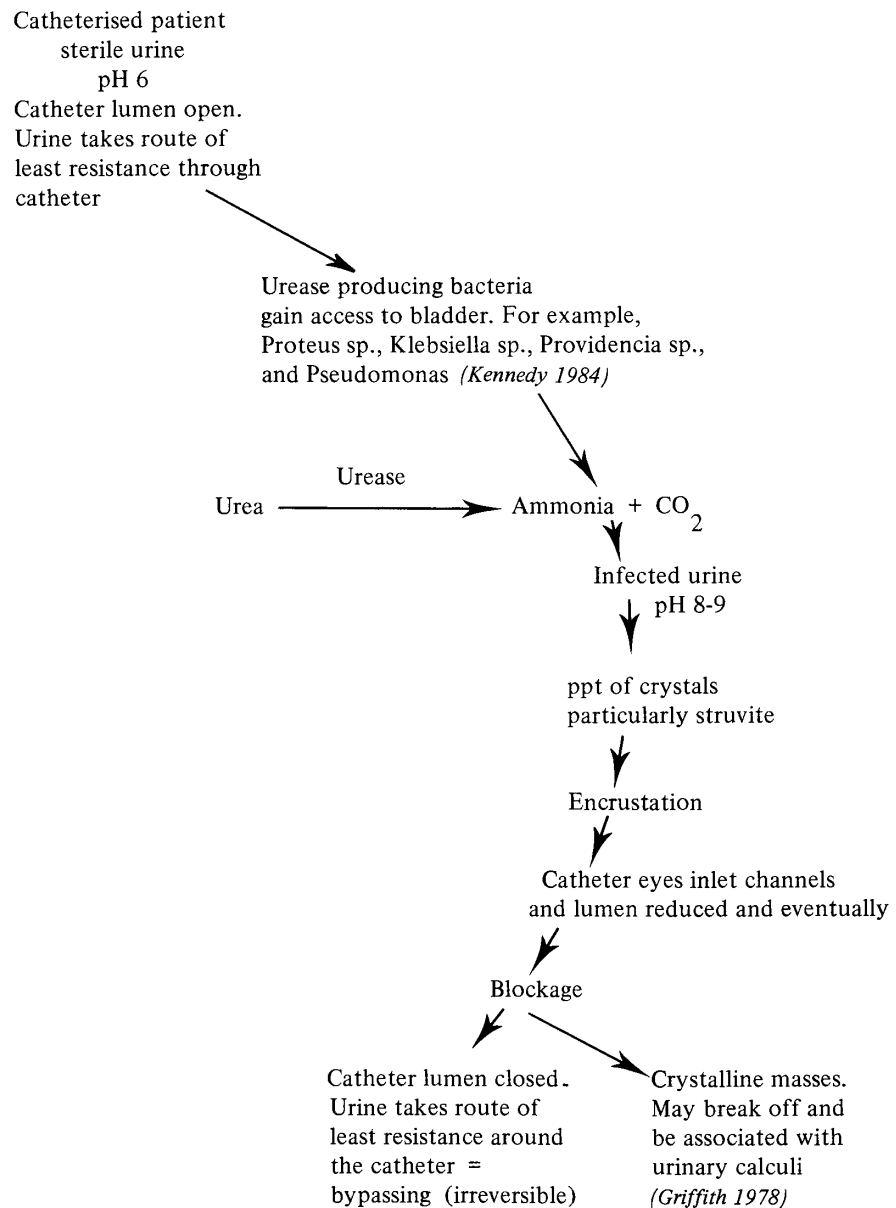 Catheterised patient
sterile urine
pH 6
Catheter lumen open.
Urine takes route of
least resistance through
catheter
Urease producing bacteria
gain access to bladder. For example,
Proteus sp., Klebsiella sp., Providencia sp.,
and Pseudomonas (Kennedy 1984)
Urease
Urea
Ammonia + CO2
Infected urine
pH 8-9
ppt of crystals
particularly struvite
Encrustation
Catheter eyes inlet channels
and lumen reduced and eventually
Blockage
Catheter lumen closed.
Urine takes route of
least resistance around
the catheter =
bypassing (irreversible)
Crystalline masses.
May break off and
be associated with
urinary calculi
(Griffith 1978)